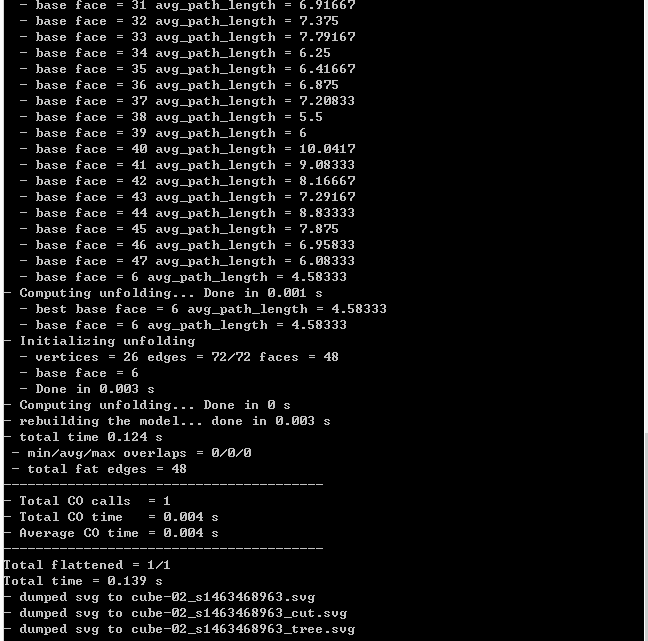 - base face = 31 avg_path_length = 6.91667
- base face = 32 avg_path_length = 7.375
- base face = 33 avg_path_length = 7.79167
- base face = 34 avg_path_length = 6.25
- base face = 35 avg_path_length = 6.41667
- base face = 36 avg_path_length = 6.875
- base face = 37 avg_path_length = 7.20833
- base face = 38 avg_path_length = 5.5
- base face = 39 avg_path_length = 6
- base face = 40 avg_path_length = 10.0417
- base face = 41 avg_path_length = 9.08333
- base face = 42 avg_path_length = 8.16667
- base face = 43 avg_path_length = 7.29167
- base face = 44 avg_path_length = 8.83333
- base face = 45 avg_path_length = 7.875
- base face = 46 avg_path_length = 6.95833
- base face = 47 avg_path_length = 6.08333
- base face = 6 avg_path_length = 4.58333
- Computing unfolding... Done in 0.001 s
- best base face = 6 avg_path_length = 4.58333
- base face = 6 avg_path_length = 4.58333
- Initializing unfolding
- vertices = 26 edges = 72/72 faces = 48
- base face = 6
- Done in 0.003 s
- Computing unfolding... Done in 0 s
- rebuilding the model... done in 0.003 s
- total time 0.124 s
- min/avg/max overlaps = 0/0/0
- total fat edges = 48
----------------------------------------
- Total CO calls  = 1
- Total CO time   = 0.004 s
- Average CO time = 0.004 s
----------------------------------------
Total flattened = 1/1
Total time = 0.139 s
- dumped svg to cube-02_s1463468963.svg
- dumped svg to cube-02_s1463468963_cut.svg
- dumped svg to cube-02_s1463468963_tree.svg